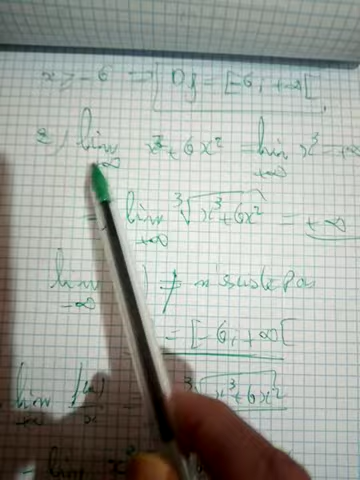 x ≥ -6 ⇒ Df = [-6; +∞[
2) lim x³ + 6x² = lim x³ = +∞
+∞ +∞
⇒ lim ∛(x³+6x²) = +∞
+∞
lim ∄ n'existe pas
-∞
= [-6; +∞[
lim f(x)/x ∛(x³+6x²)
+∞